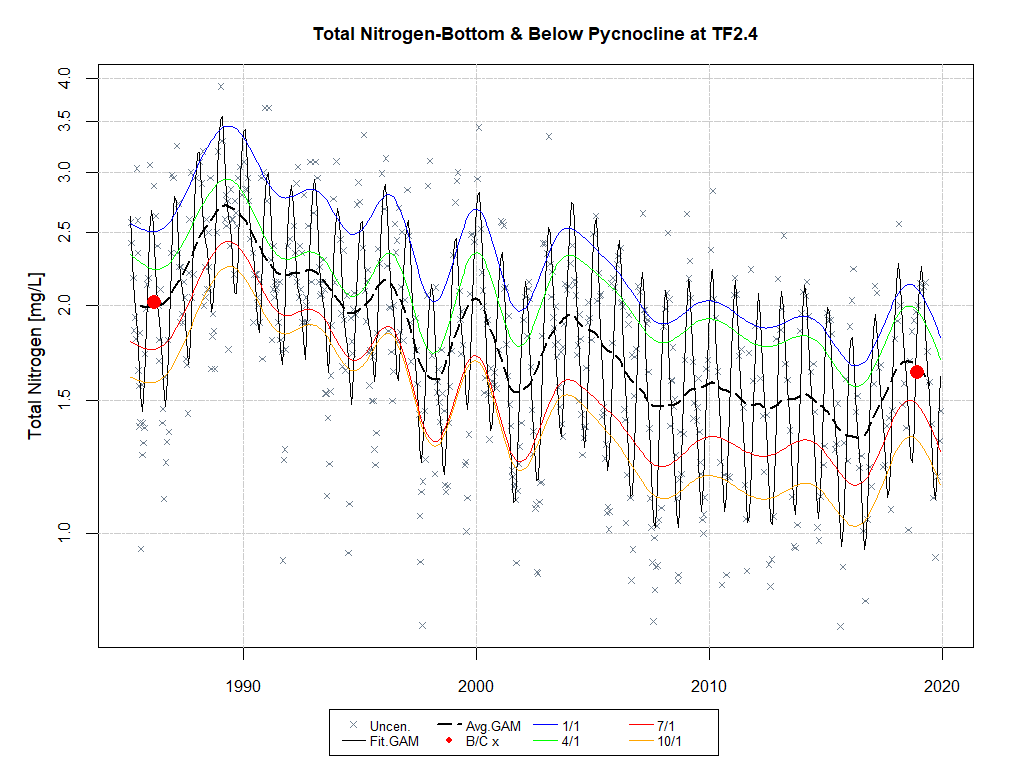 Total Nitrogen-Bottom & Below Pycnocline at TF2.4
Total Nitrogen [mg/L]
4.0
3.5
3.0
2.5
2.0
1.5
1.0
1990 2000 2010 2020
Uncen. Avg.GAM 1/1 7/1
Fit.GAM B/C x 4/1 10/1